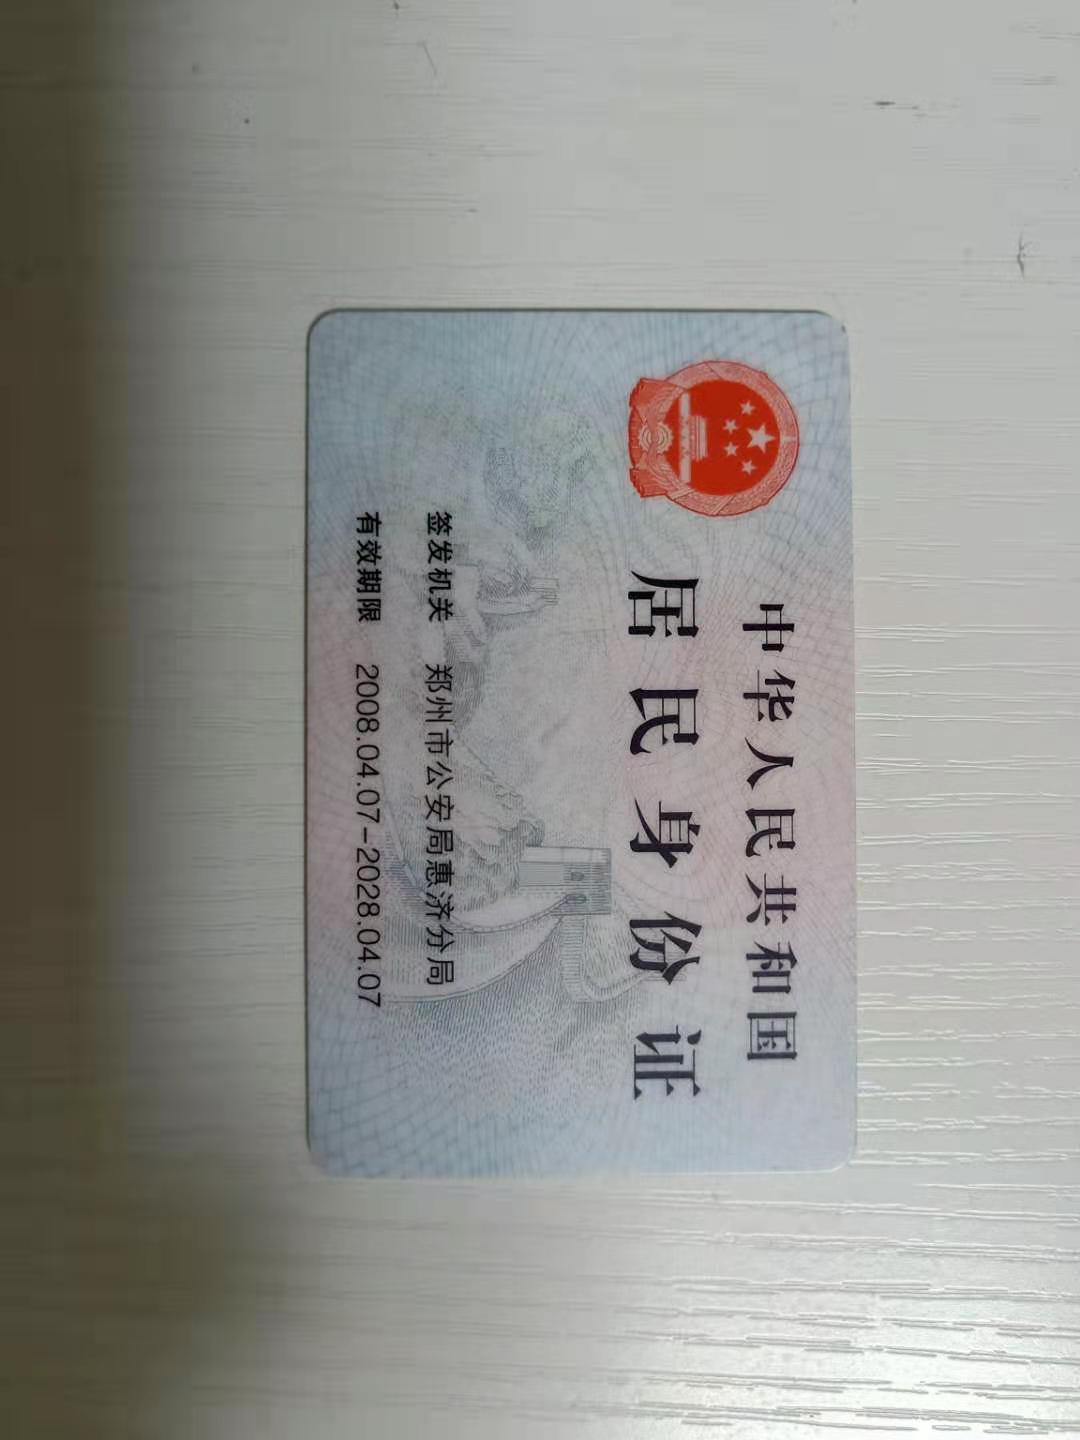 中华人民共和国
居民身份证
签发机关 郑州市公安局惠济分局
有效期限 2008.04.07-2028.04.07